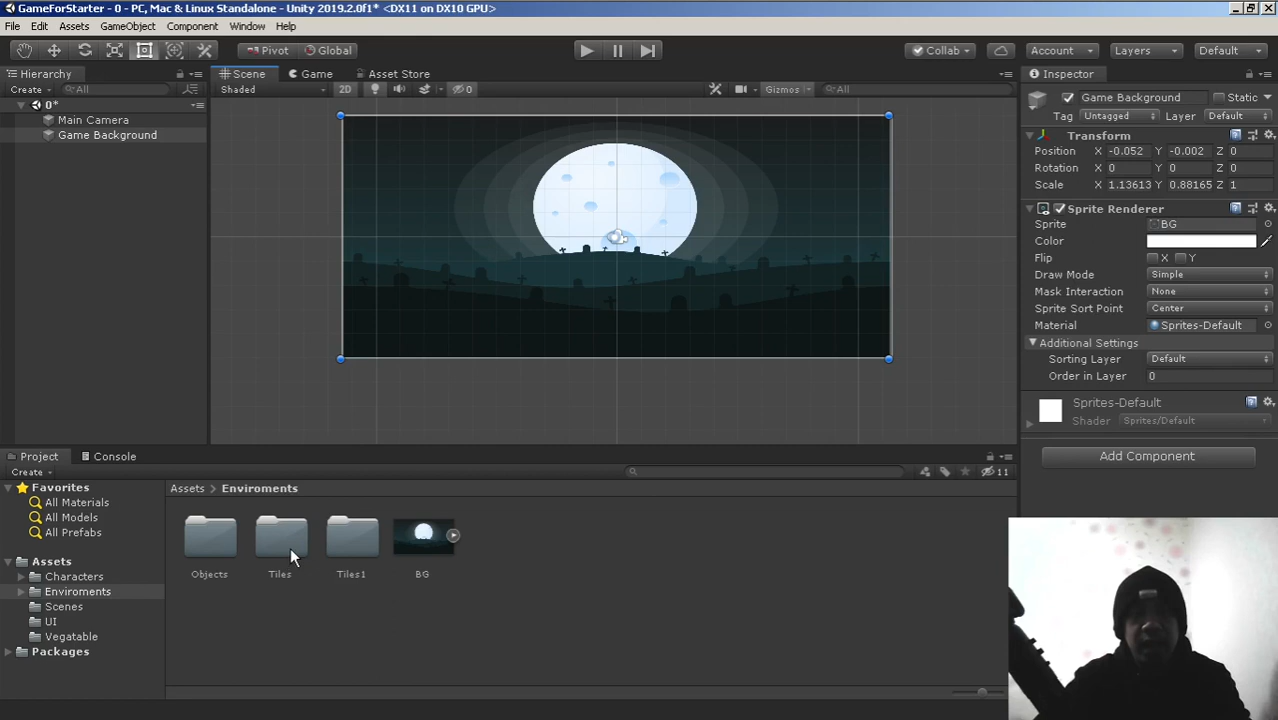 GameForStarter - 0 - PC, Mac & Linux Standalone - Unity 2019.2.0f1* <DX11 on DX10 GPU>
File Edit Assets GameObject Component Window Help
Pivot Global Collab Account Layers Default
Hierarchy
Create All
0*
Main Camera
Game Background
Scene Game Asset Store
Shaded 2D 0 Gizmos All
Inspector
Game Background Static
Tag Untagged Layer Default
Transform
Position X -0.052 Y -0.002 Z 0
Rotation X 0 Y 0 Z 0
Scale X 1.13613 Y 0.88165 Z 1
Sprite Renderer
Sprite BG
Color
Flip X Y
Draw Mode Simple
Mask Interaction None
Sprite Sort Point Center
Material Sprites-Default
Additional Settings
Sorting Layer Default
Order in Layer 0
Sprites-Default
Shader Sprites/Default
Add Component
Project Console
Create 11
Favorites
All Materials
All Models
All Prefabs
Assets
Characters
Enviroments
Scenes
UI
Vegatable
Packages
Assets > Enviroments
Objects Tiles Tiles1 BG